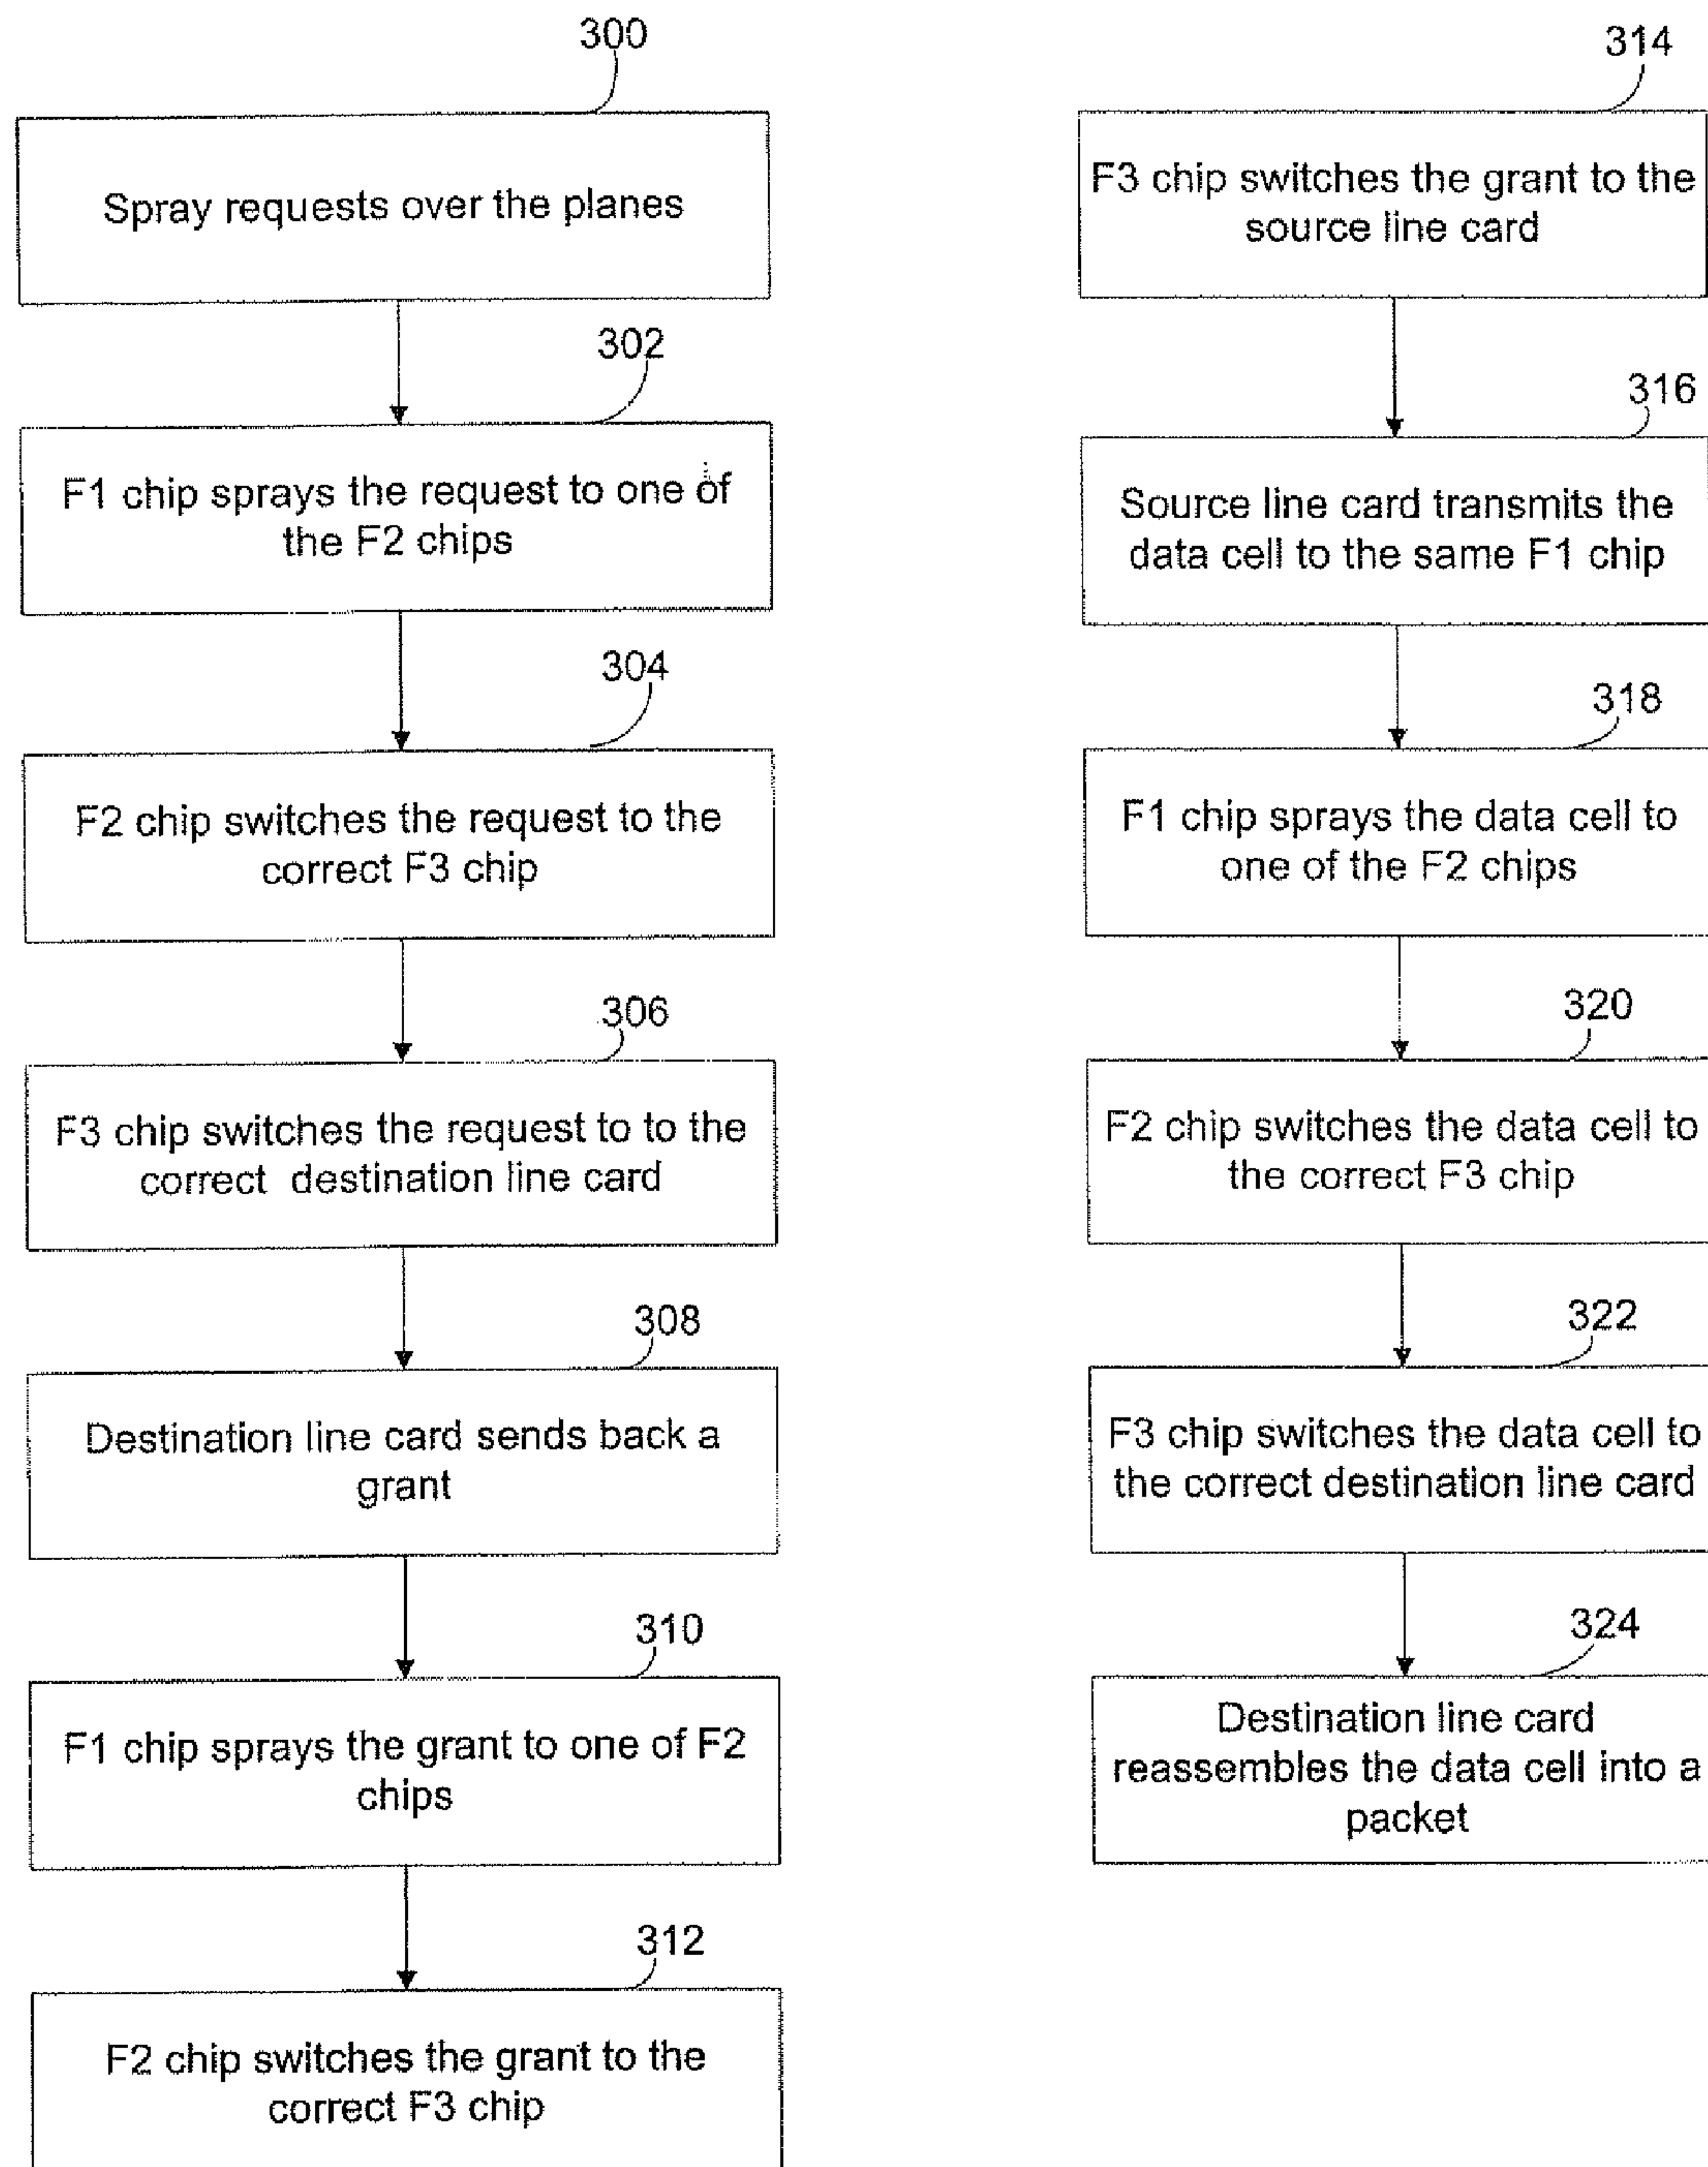 300
Spray requests over the planes
302
F1 chip sprays the request to one of
the F2 chips
304
F2 chip switches the request to the
correct F3 chip
306
F3 chip switches the request to to the
correct destination line card
308
Destination line card sends back a
grant
310
F1 chip sprays the grant to one of F2
chips
312
F2 chip switches the grant to the
correct F3 chip
314
F3 chip switches the grant to the
source line card
316
Source line card transmits the
data cell to the same F1 chip
318
F1 chip sprays the data cell to
one of the F2 chips
320
F2 chip switches the data cell to
the correct F3 chip
322
F3 chip switches the data cell to
the correct destination line card
324
Destination line card
reassembles the data cell into a
packet